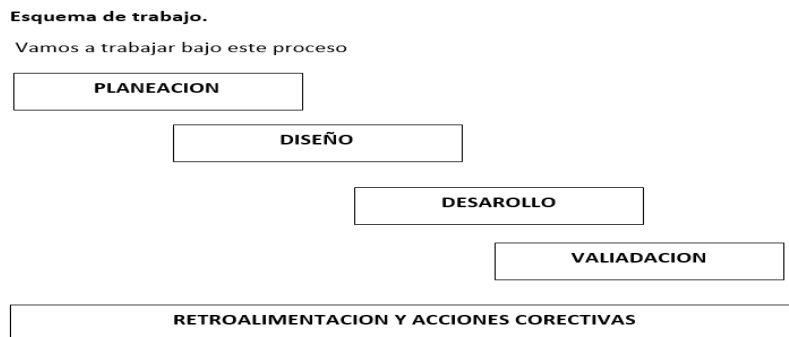 Esquema de trabajo.
Vamos a trabajar bajo este proceso
PLANEACION
DISEÑO
DESAROLLO
VALIADACION
RETROALIMENTACION Y ACCIONES CORECTIVAS